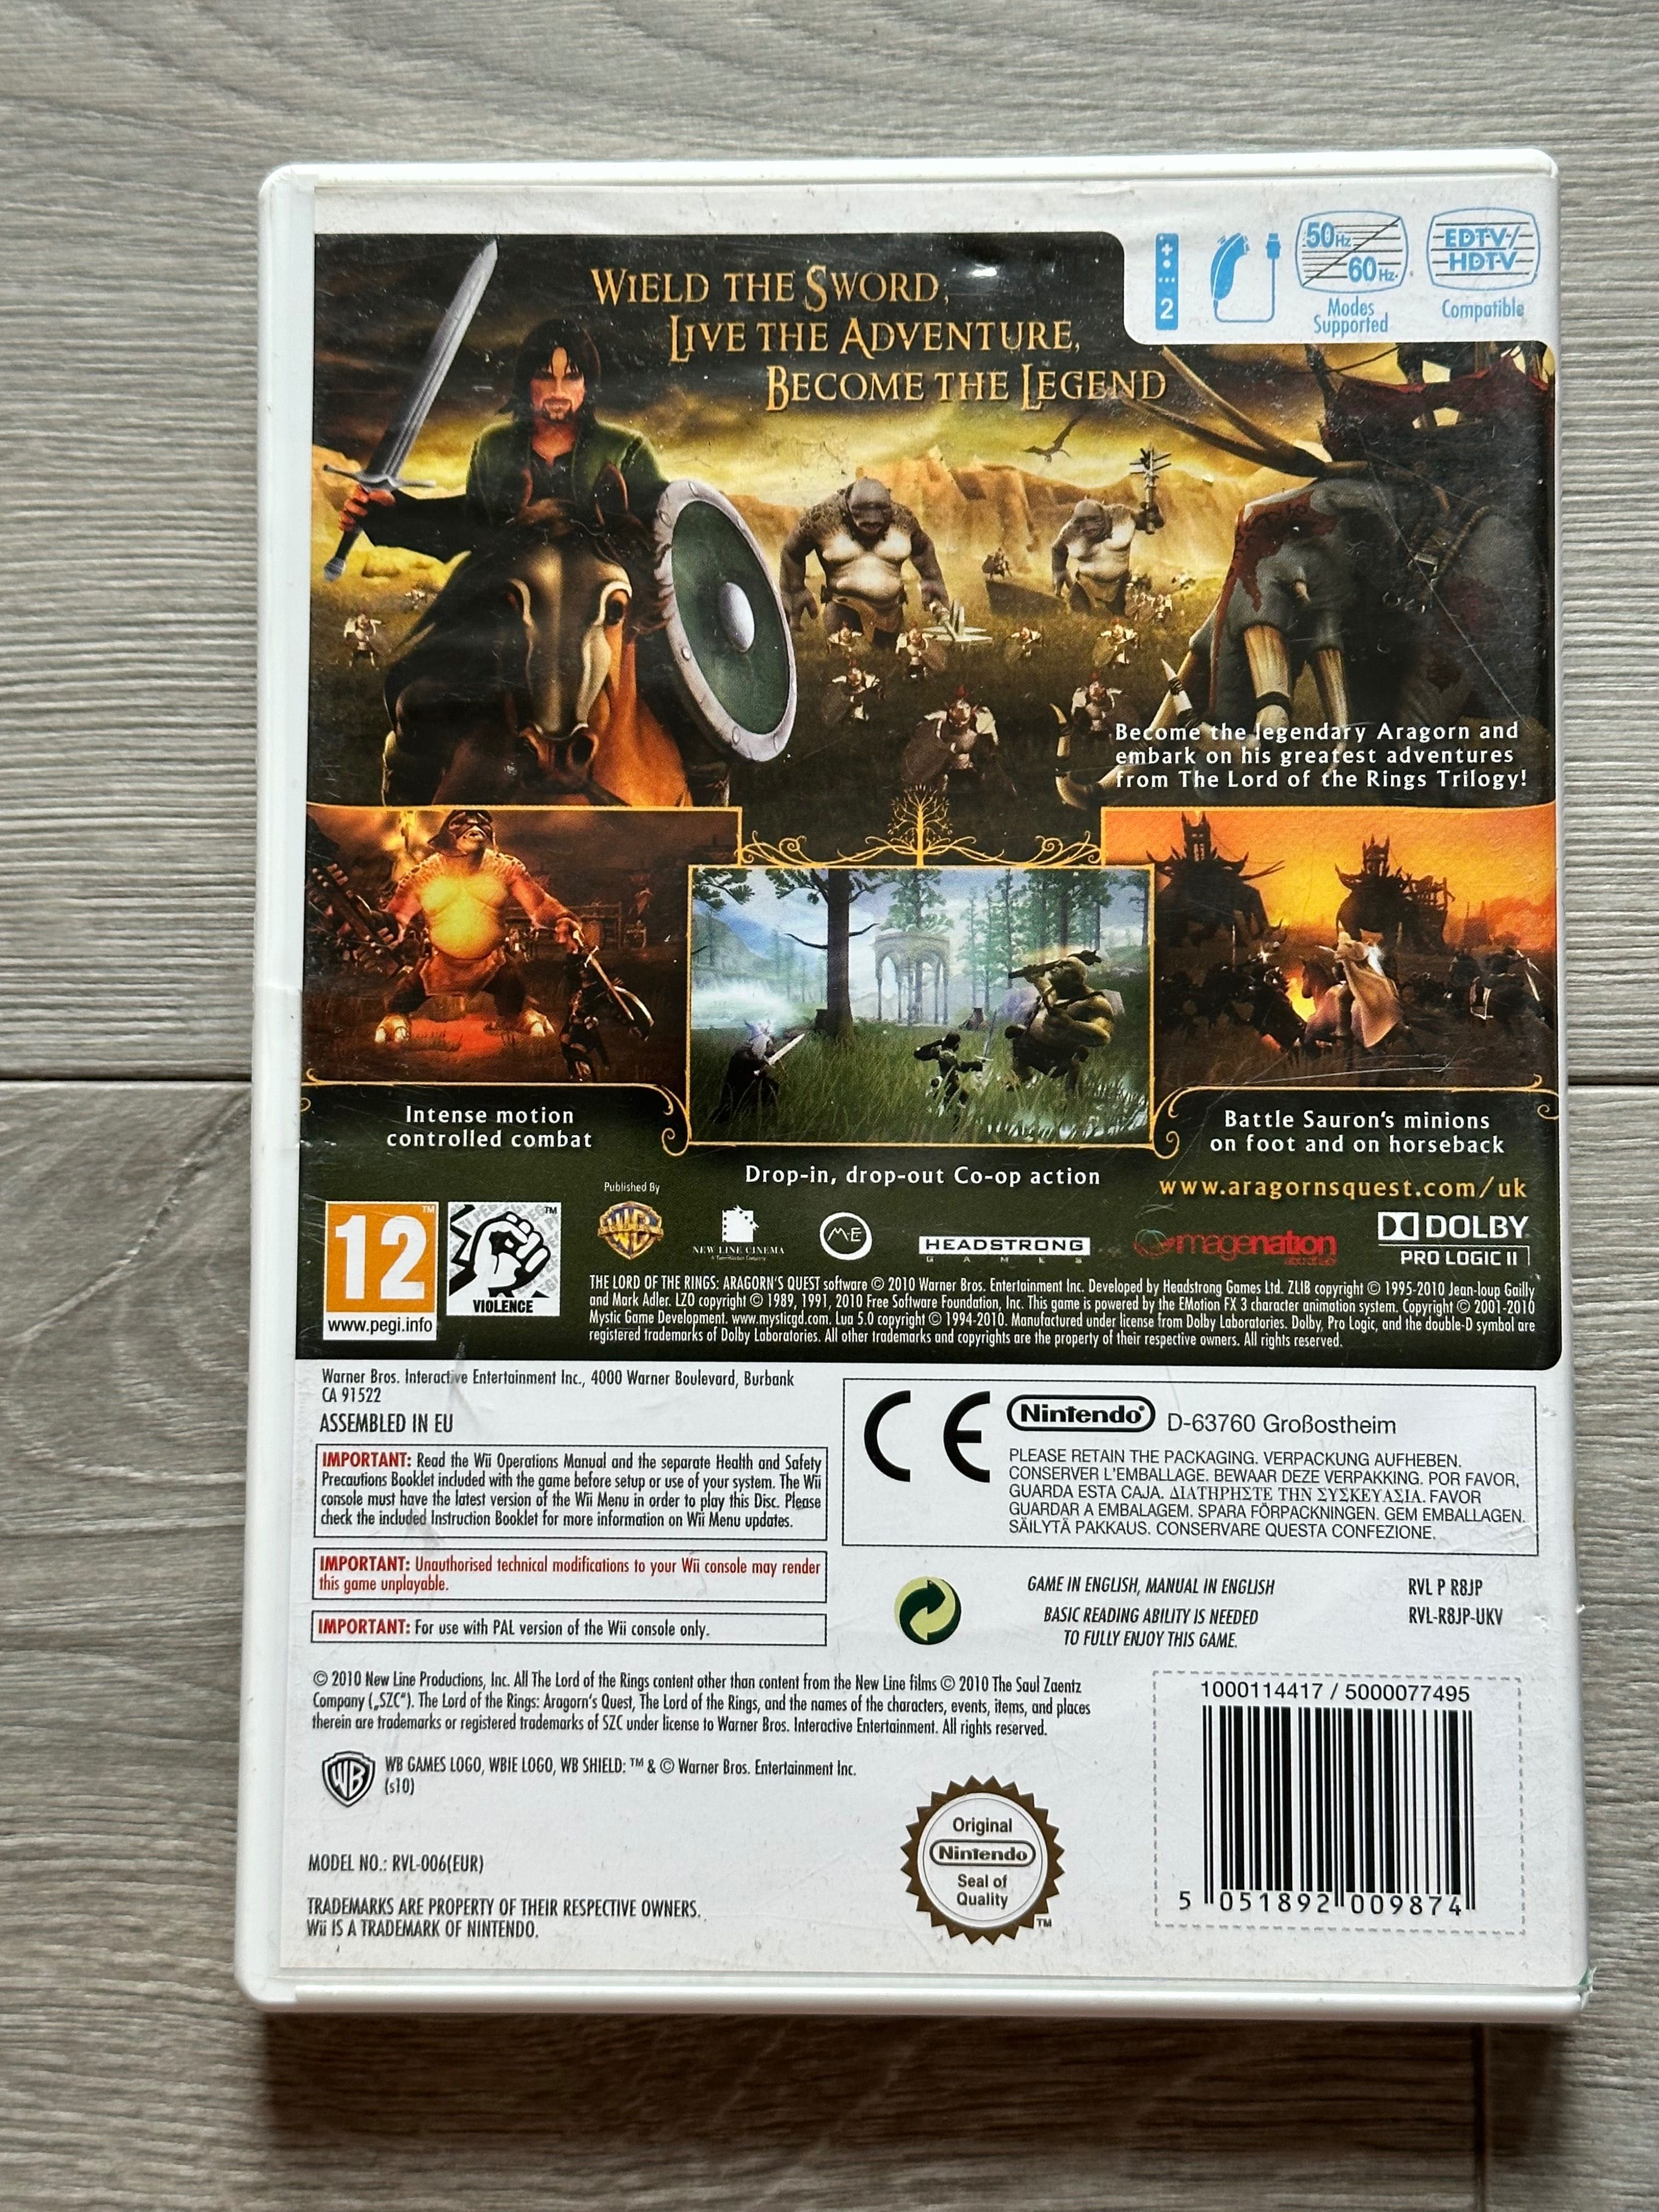 50Hz
60Hz
Modes
Supported
EDTV/
HDTV
Compatible
2
WIELD THE SWORD,
LIVE THE ADVENTURE,
BECOME THE LEGEND
Become the legendary Aragorn and
embark on his greatest adventures
from The Lord of the Rings Trilogy!
Intense motion
controlled combat
Drop-in, drop-out Co-op action
Battle Sauron's minions
on foot and on horseback
www.aragornsquest.com/uk
Published By
12
www.pegi.info
VIOLENCE
WB
NEW LINE CINEMA
M-E
HEADSTRONG
GAMES
magenation
DOLBY
PRO LOGIC II
THE LORD OF THE RINGS: ARAGORN'S QUEST software © 2010 Warner Bros. Entertainment Inc. Developed by Headstrong Games Ltd. ZLIB copyright © 1995-2010 Jean-loup Gailly
and Mark Adler. LZO copyright © 1989, 1991, 2010 Free Software Foundation, Inc. This game is powered by the EMotion FX 3 character animation system. Copyright © 2001-2010
Mystic Game Development. www.mysticgd.com. Lua 5.0 copyright © 1994-2010. Manufactured under license from Dolby Laboratories. Dolby, Pro Logic, and the double-D symbol are
registered trademarks of Dolby Laboratories. All other trademarks and copyrights are the property of their respective owners. All rights reserved.
Warner Bros. Interactive Entertainment Inc., 4000 Warner Boulevard, Burbank
CA 91522
ASSEMBLED IN EU
IMPORTANT: Read the Wii Operations Manual and the separate Health and Safety
Precautions Booklet included with the game before setup or use of your system. The Wii
console must have the latest version of the Wii Menu in order to play this Disc. Please
check the included Instruction Booklet for more information on Wii Menu updates.
IMPORTANT: Unauthorised technical modifications to your Wii console may render
this game unplayable.
IMPORTANT: For use with PAL version of the Wii console only.
CE
Nintendo D-63760 Großostheim
PLEASE RETAIN THE PACKAGING. VERPACKUNG AUFHEBEN.
CONSERVER L'EMBALLAGE. BEWAAR DEZE VERPAKKING. POR FAVOR,
GUARDA ESTA CAJA. ΔΙΑΤΗΡΗΣΤΕ ΤΗΝ ΣΥΣΚΕΥΑΣΙΑ. FAVOR
GUARDAR A EMBALAGEM. SPARA FÖRPACKNINGEN. GEM EMBALLAGEN.
SÄILYTÄ PAKKAUS. CONSERVARE QUESTA CONFEZIONE.
GAME IN ENGLISH, MANUAL IN ENGLISH
BASIC READING ABILITY IS NEEDED
TO FULLY ENJOY THIS GAME.
RVL P R8JP
RVL-R8JP-UKV
© 2010 New Line Productions, Inc. All The Lord of the Rings content other than content from the New Line films © 2010 The Saul Zaentz
Company („SZC“). The Lord of the Rings: Aragorn's Quest, The Lord of the Rings, and the names of the characters, events, items, and places
therein are trademarks or registered trademarks of SZC under license to Warner Bros. Interactive Entertainment. All rights reserved.
WB
WB GAMES LOGO, WBIE LOGO, WB SHIELD: ™ & © Warner Bros. Entertainment Inc.
(s10)
MODEL NO.: RVL-006(EUR)
TRADEMARKS ARE PROPERTY OF THEIR RESPECTIVE OWNERS.
Wii IS A TRADEMARK OF NINTENDO.
Original
Nintendo
Seal of
Quality
TM
1000114417 / 5000077495
5 051892 009874